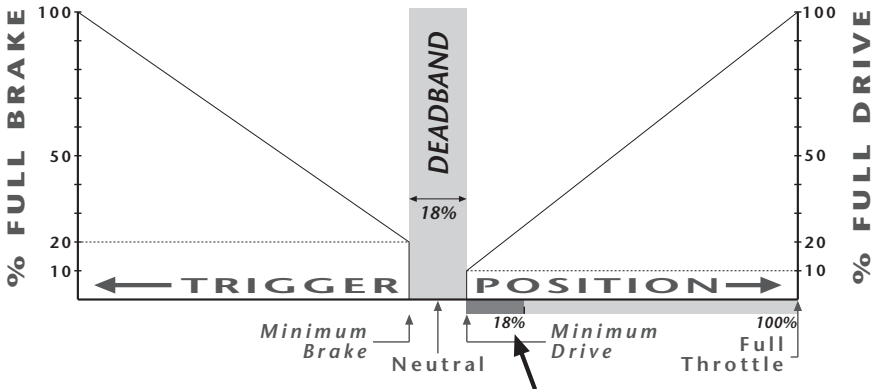 % FULL BRAKE
100
50
20
10
DEADBAND
18%
100
50
20
10
% FULL DRIVE
TRIGGER POSITION
18%
100%
Minimum
Brake
Neutral
Minimum
Drive
Full
Throttle